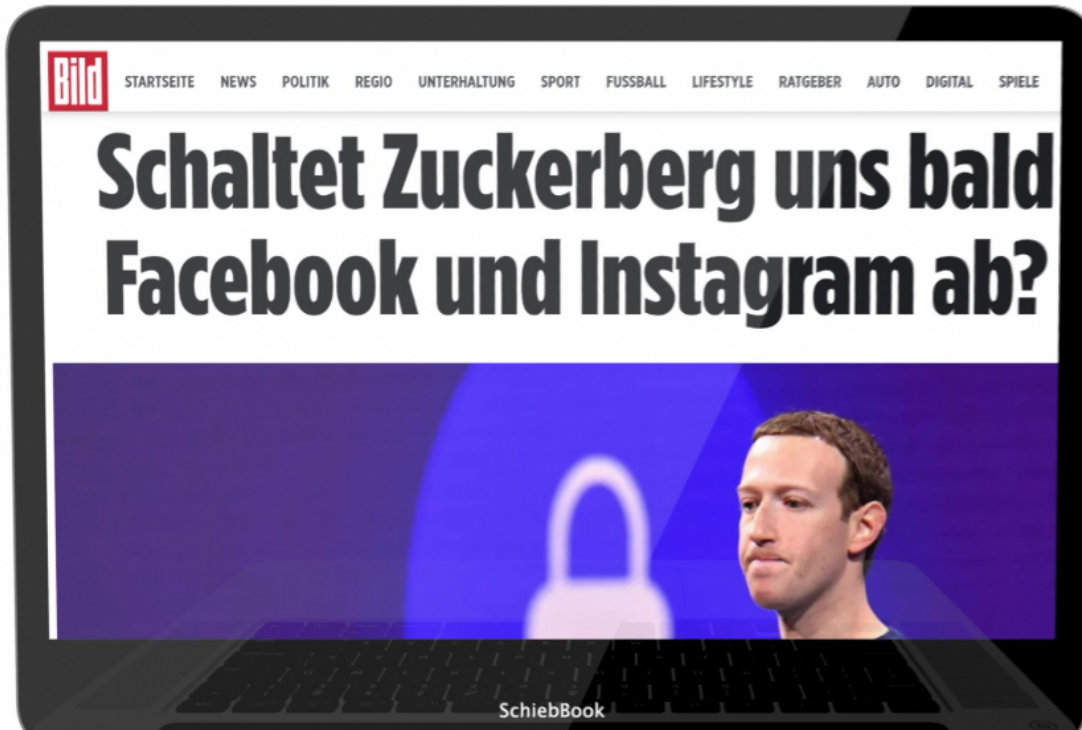 Bild STARTSEITE NEWS POLITIK REGIO UNTERHALTUNG SPORT FUSSBALL LIFESTYLE RATGEBER AUTO DIGITAL SPIELE
Schaltet Zuckerberg uns bald
Facebook und Instagram ab?
SchiebBook